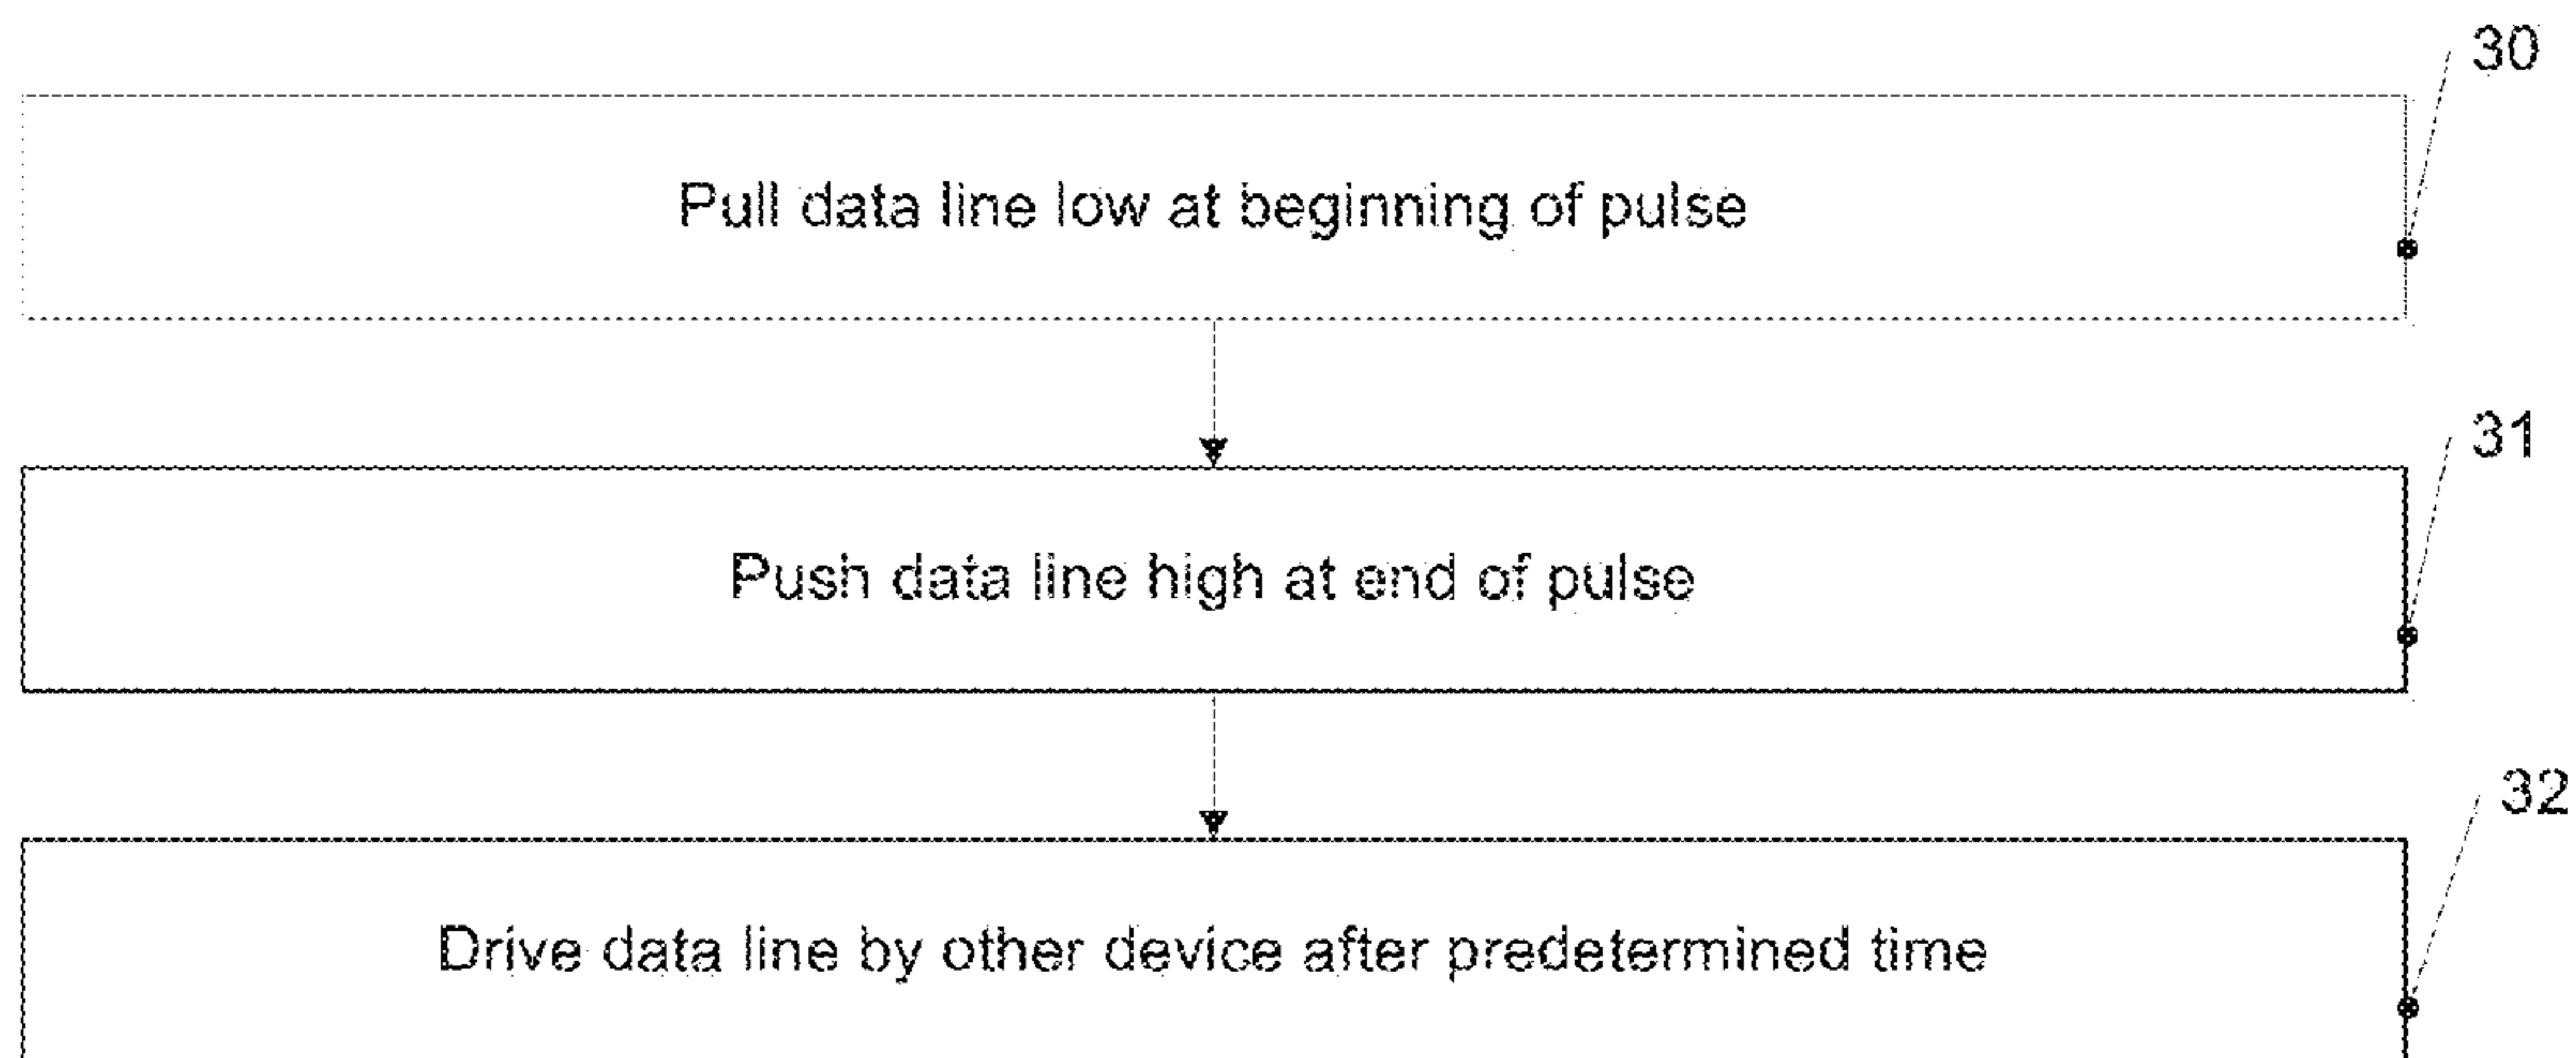 30
Pull data line low at beginning of pulse
31
Push data line high at end of pulse
32
Drive data line by other device after predetermined time